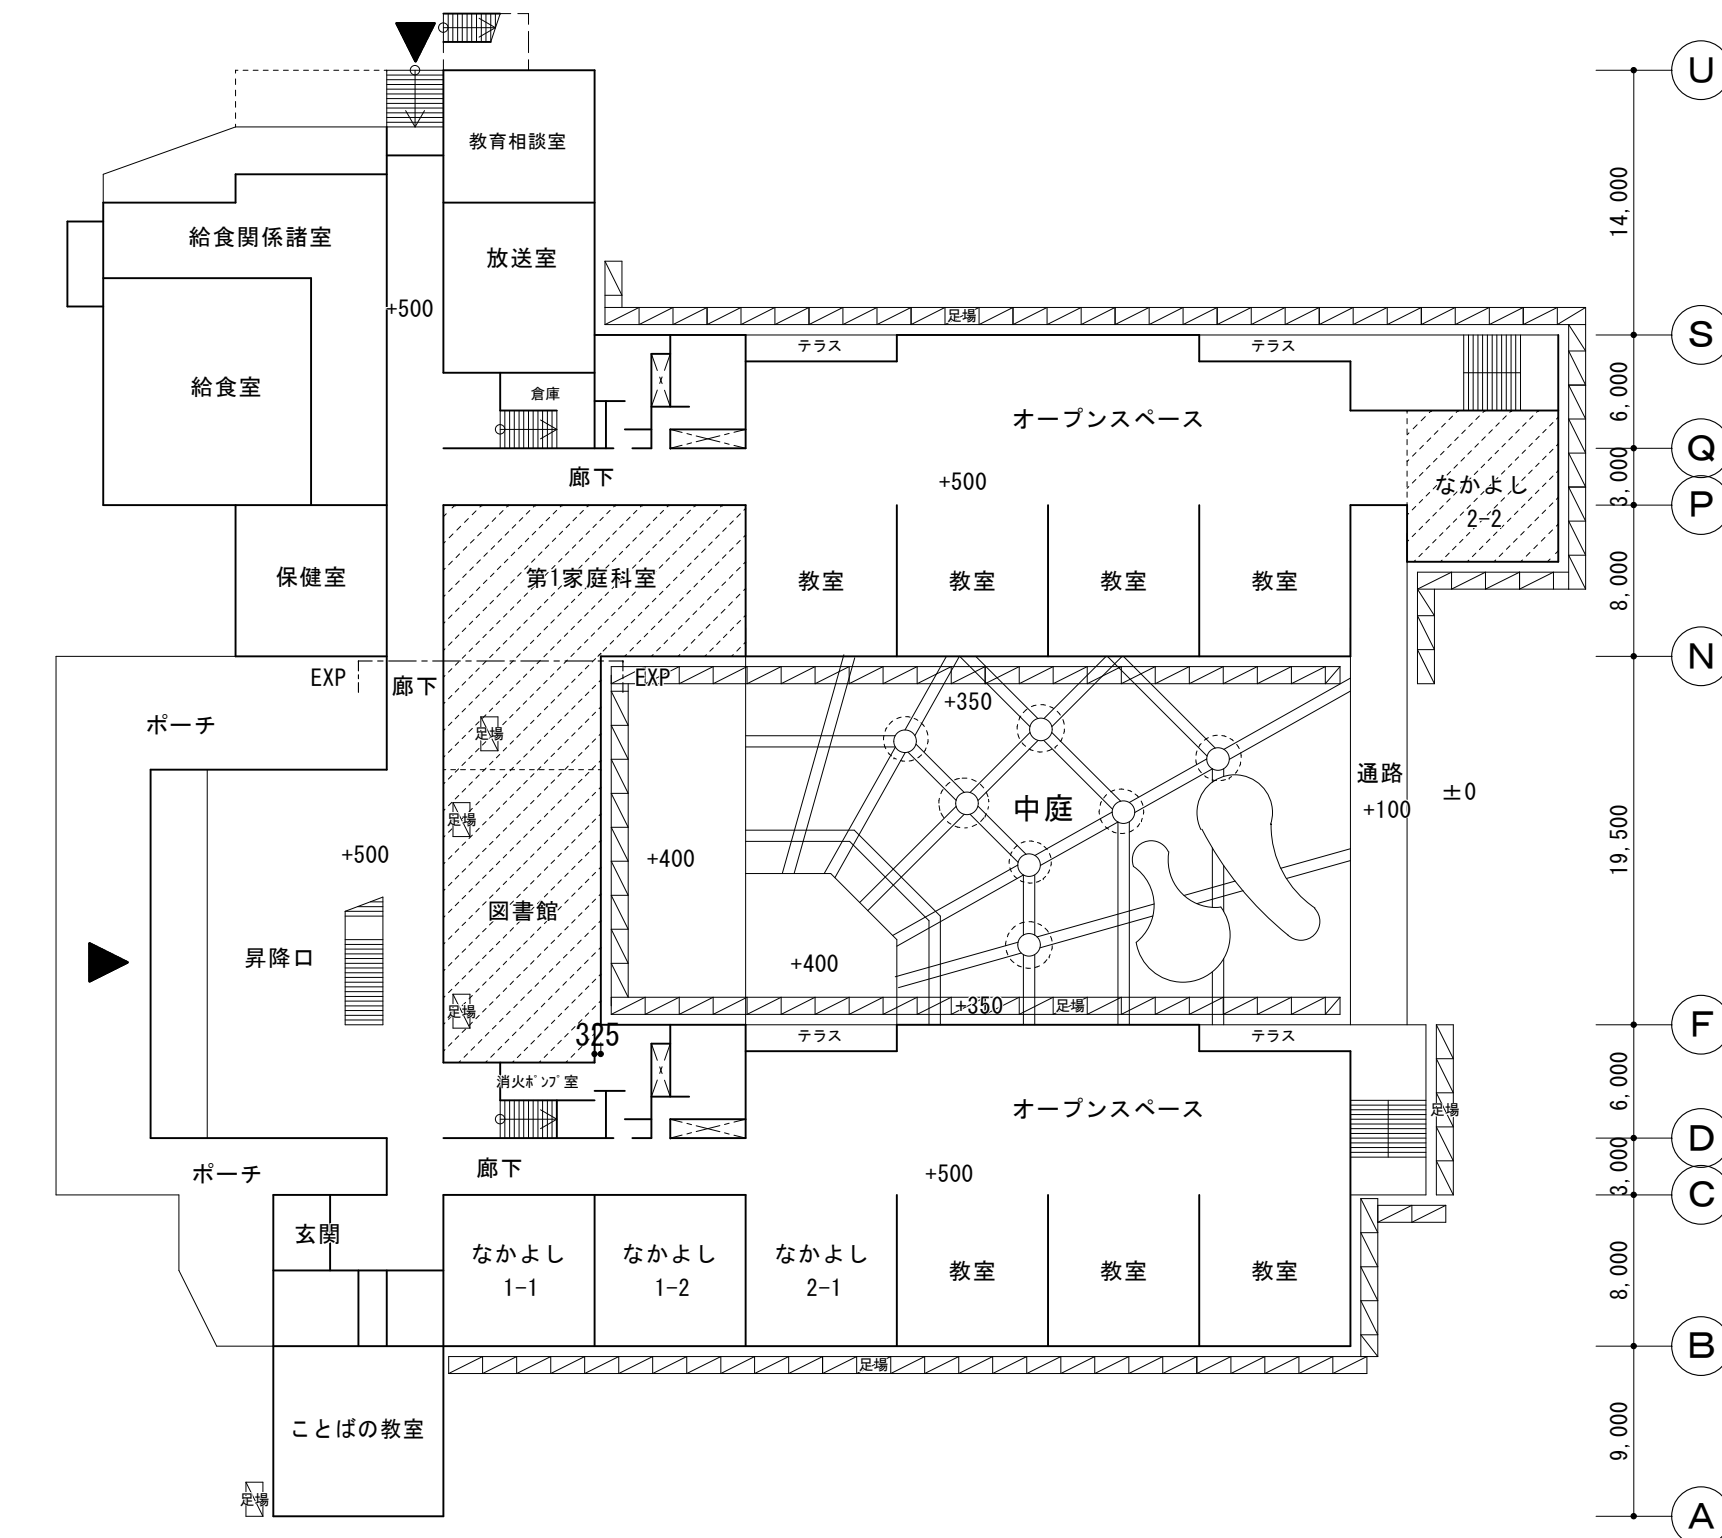 U
教育相談室
14,000
給食関係諸室
放送室
+500
足場
S
テラス
テラス
給食室
倉庫
6,000
オープンスペース
Q
廊下
+500
なかよし
2-2
3,000
P
保健室
第1家庭科室
教室
教室
教室
教室
8,000
N
EXP
廊下
EXP
+350
ポーチ
足場
通路
+100
±0
中庭
足場
+500
+400
19,500
図書館
昇降口
+400
足場
+350
足場
325
F
テラス
テラス
消火ポンプ室
オープンスペース
足場
6,000
D
ポーチ
廊下
+500
3,000
C
玄関
なかよし
1-1
なかよし
1-2
なかよし
2-1
教室
教室
教室
8,000
B
足場
ことばの教室
9,000
足場
A